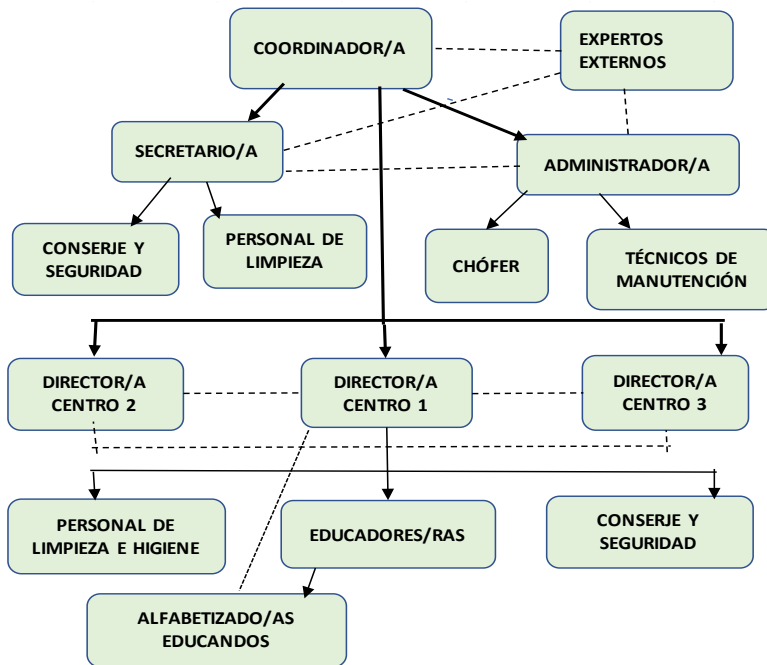 COORDINADOR/A
EXPERTOS
EXTERNOS
SECRETARIO/A
ADMINISTRADOR/A
CONSERJE Y
SEGURIDAD
PERSONAL DE
LIMPIEZA
CHÓFER
TÉCNICOS DE
MANUTENCIÓN
DIRECTOR/A
CENTRO 2
DIRECTOR/A
CENTRO 1
DIRECTOR/A
CENTRO 3
PERSONAL DE
LIMPIEZA E HIGIENE
EDUCADORES/RAS
CONSERJE Y
SEGURIDAD
ALFABETIZADO/AS
EDUCANDOS